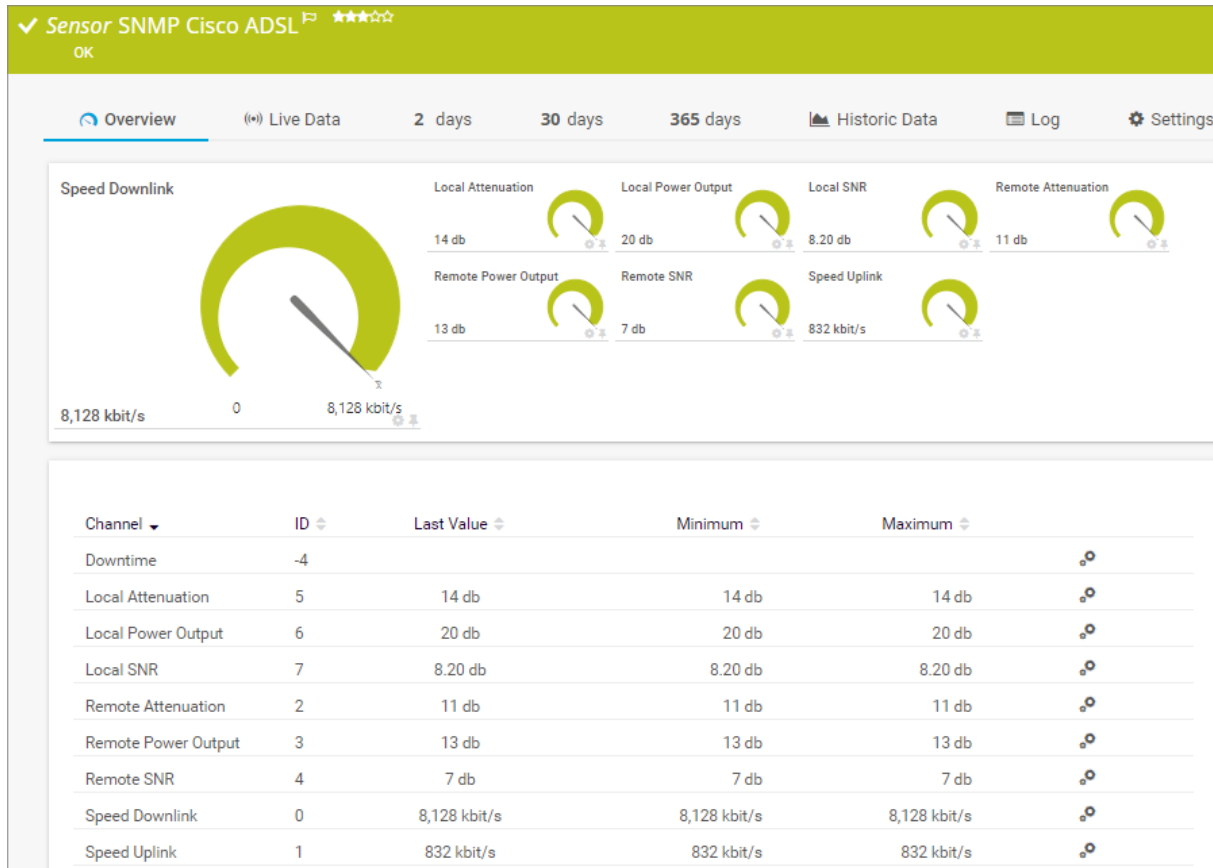 Sensor SNMP Cisco ADSL
OK
Overview Live Data 2 days 30 days 365 days Historic Data Log Settings
Speed Downlink
8,128 kbit/s
0 8,128 kbit/s
Local Attenuation
14 db
Local Power Output
20 db
Local SNR
8.20 db
Remote Attenuation
11 db
Remote Power Output
13 db
Remote SNR
7 db
Speed Uplink
832 kbit/s
Channel ID Last Value Minimum Maximum
Downtime -4
Local Attenuation 5 14 db 14 db 14 db
Local Power Output 6 20 db 20 db 20 db
Local SNR 7 8.20 db 8.20 db 8.20 db
Remote Attenuation 2 11 db 11 db 11 db
Remote Power Output 3 13 db 13 db 13 db
Remote SNR 4 7 db 7 db 7 db
Speed Downlink 0 8,128 kbit/s 8,128 kbit/s 8,128 kbit/s
Speed Uplink 1 832 kbit/s 832 kbit/s 832 kbit/s